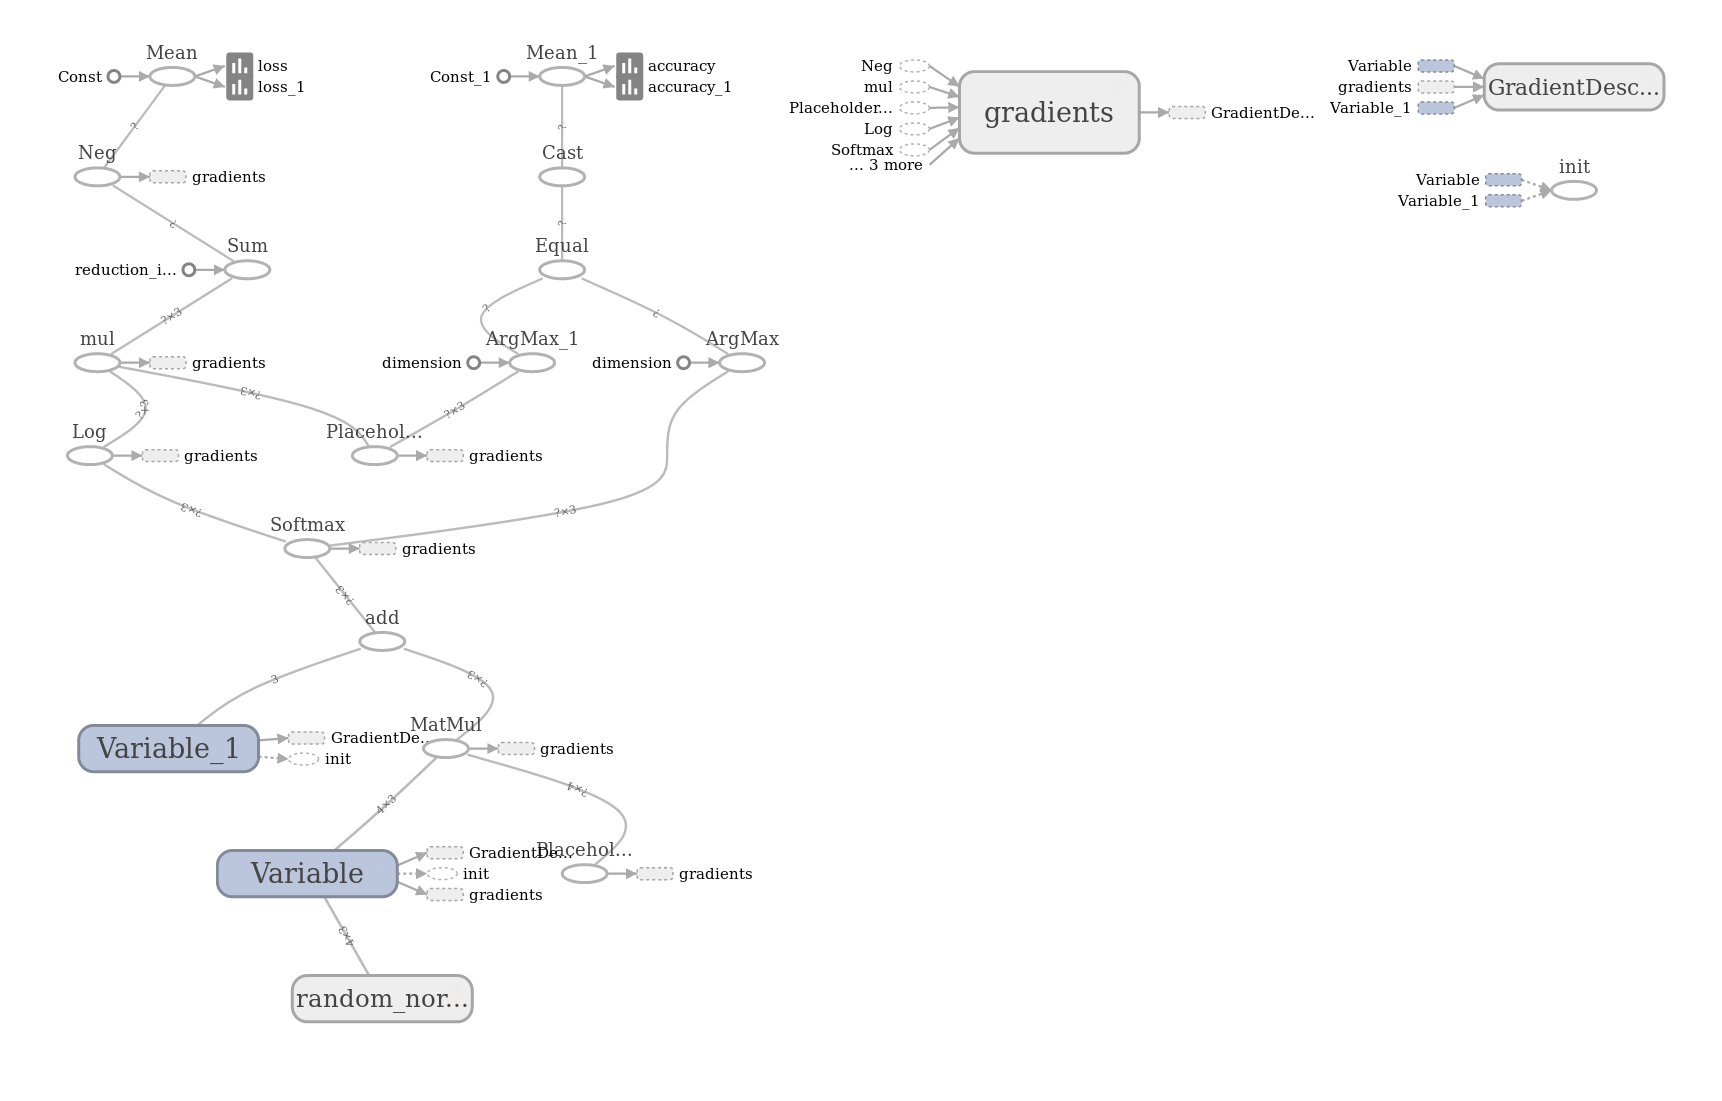 Mean
Const
loss
loss_1
Mean_1
Const_1
accuracy
accuracy_1
Neg
mul
Placeholder...
Log
Softmax
... 3 more
gradients
GradientDe...
Variable
gradients
Variable_1
GradientDesc...
init
Variable
Variable_1
?
Neg
gradients
?
Cast
?
Sum
reduction_i...
?
Equal
?×3
?
?
mul
gradients
ArgMax_1
dimension
ArgMax
dimension
?×3
?×3
?×3
Log
gradients
Placehol...
gradients
?×3
?×3
Softmax
gradients
?×3
add
3
?×3
Variable_1
GradientDe...
init
MatMul
gradients
4×3
?×4
Variable
GradientDe...
init
gradients
Placehol...
gradients
4×3
random_nor...